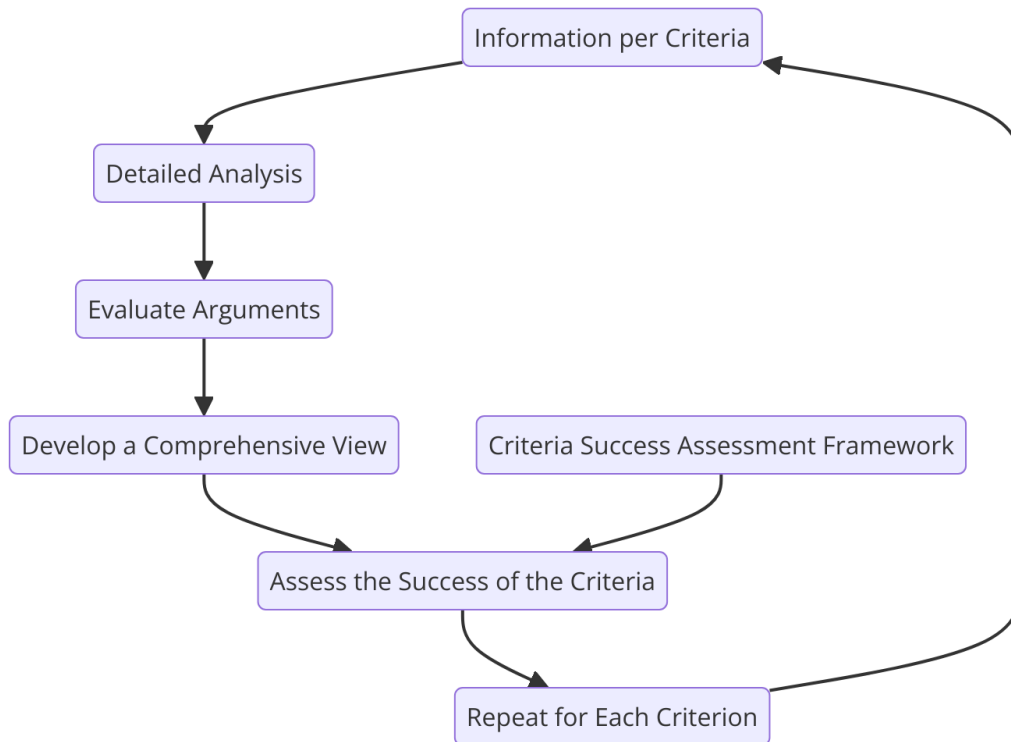 Information per Criteria
Detailed Analysis
Evaluate Arguments
Develop a Comprehensive View
Criteria Success Assessment Framework
Assess the Success of the Criteria
Repeat for Each Criterion